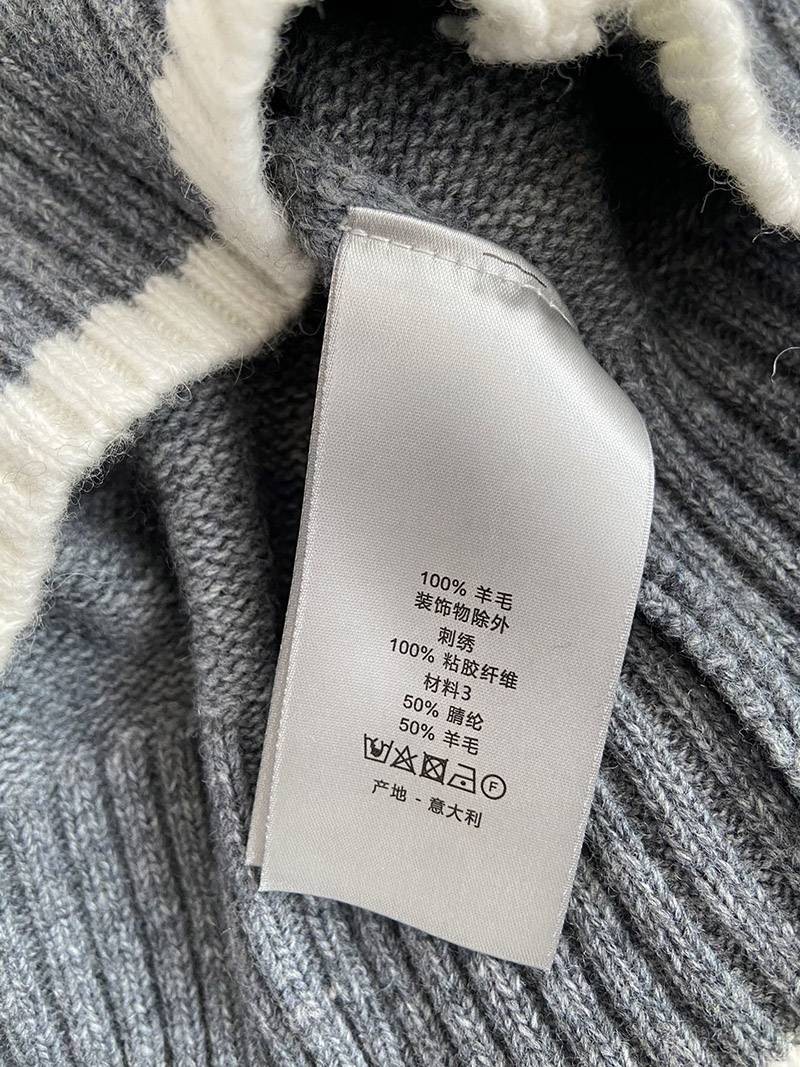 100% 羊毛
装饰物除外
刺绣
100% 粘胶纤维
材料3
50% 腈纶
50% 羊毛
F
产地 - 意大利